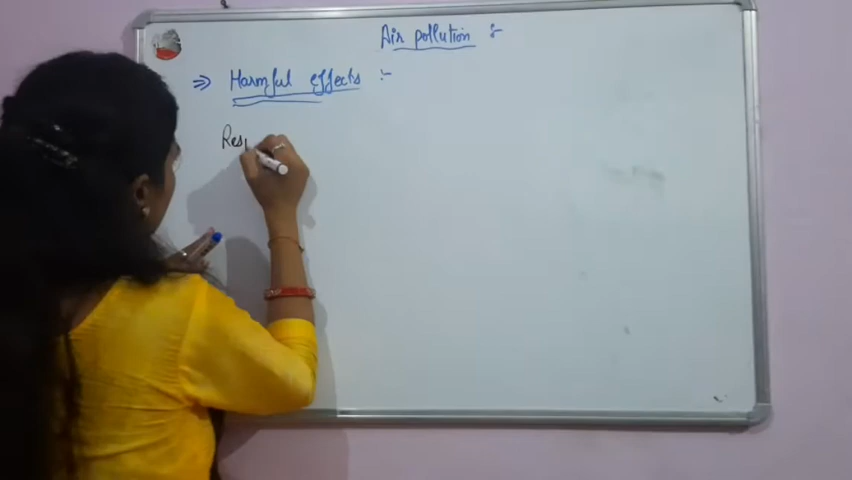 Air pollution :-
⇒ Harmful effects :-
Res